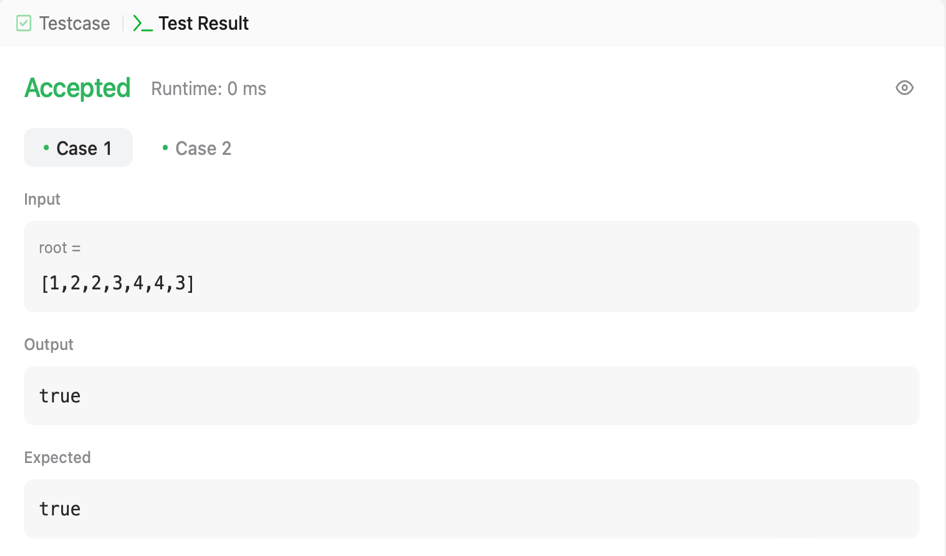 Testcase Test Result
Accepted Runtime: 0 ms
Case 1 Case 2
Input
root =
[1,2,2,3,4,4,3]
Output
true
Expected
true